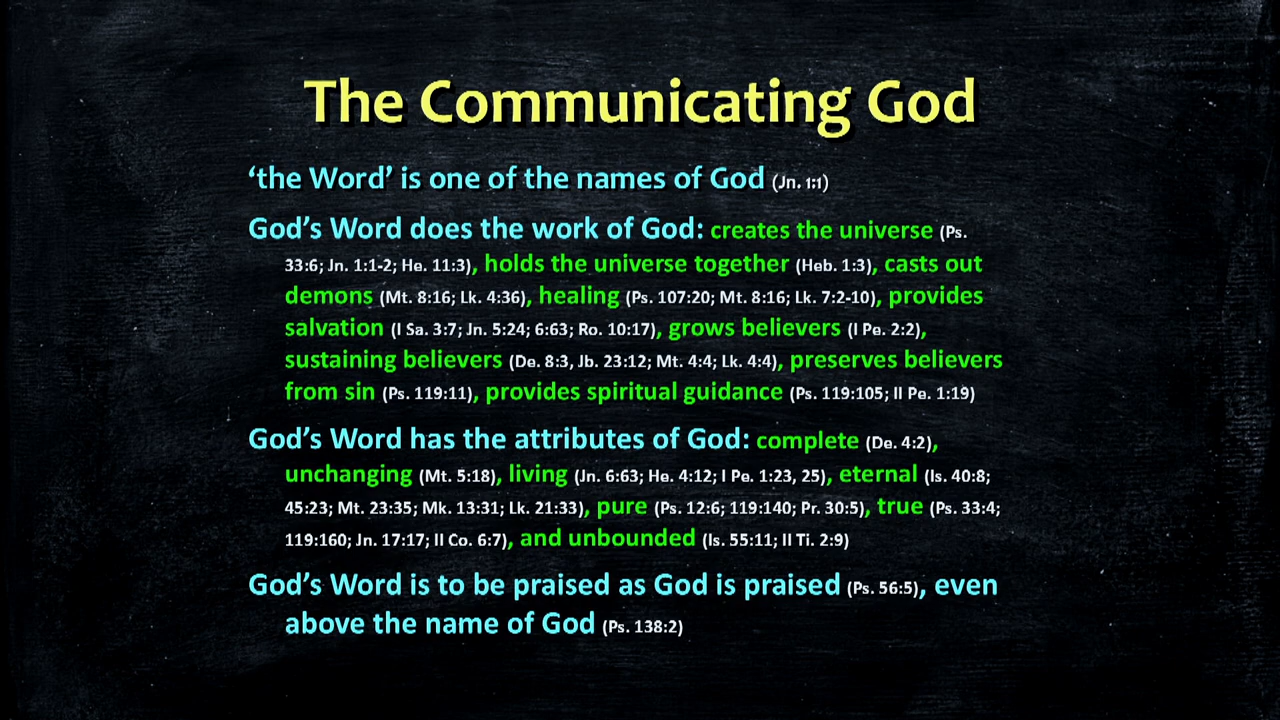 The Communicating God
‘the Word’ is one of the names of God (Jn. 1:1)
God’s Word does the work of God: creates the universe (Ps.
33:6; Jn. 1:1-2; He. 11:3), holds the universe together (Heb. 1:3), casts out
demons (Mt. 8:16; Lk. 4:36), healing (Ps. 107:20; Mt. 8:16; Lk. 7:2-10), provides
salvation (I Sa. 3:7; Jn. 5:24; 6:63; Ro. 10:17), grows believers (I Pe. 2:2),
sustaining believers (De. 8:3, Jb. 23:12; Mt. 4:4; Lk. 4:4), preserves believers
from sin (Ps. 119:11), provides spiritual guidance (Ps. 119:105; II Pe. 1:19)
God’s Word has the attributes of God: complete (De. 4:2),
unchanging (Mt. 5:18), living (Jn. 6:63; He. 4:12; I Pe. 1:23, 25), eternal (Is. 40:8;
45:23; Mt. 23:35; Mk. 13:31; Lk. 21:33), pure (Ps. 12:6; 119:140; Pr. 30:5), true (Ps. 33:4;
119:160; Jn. 17:17; II Co. 6:7), and unbounded (Is. 55:11; II Ti. 2:9)
God’s Word is to be praised as God is praised (Ps. 56:5), even
above the name of God (Ps. 138:2)